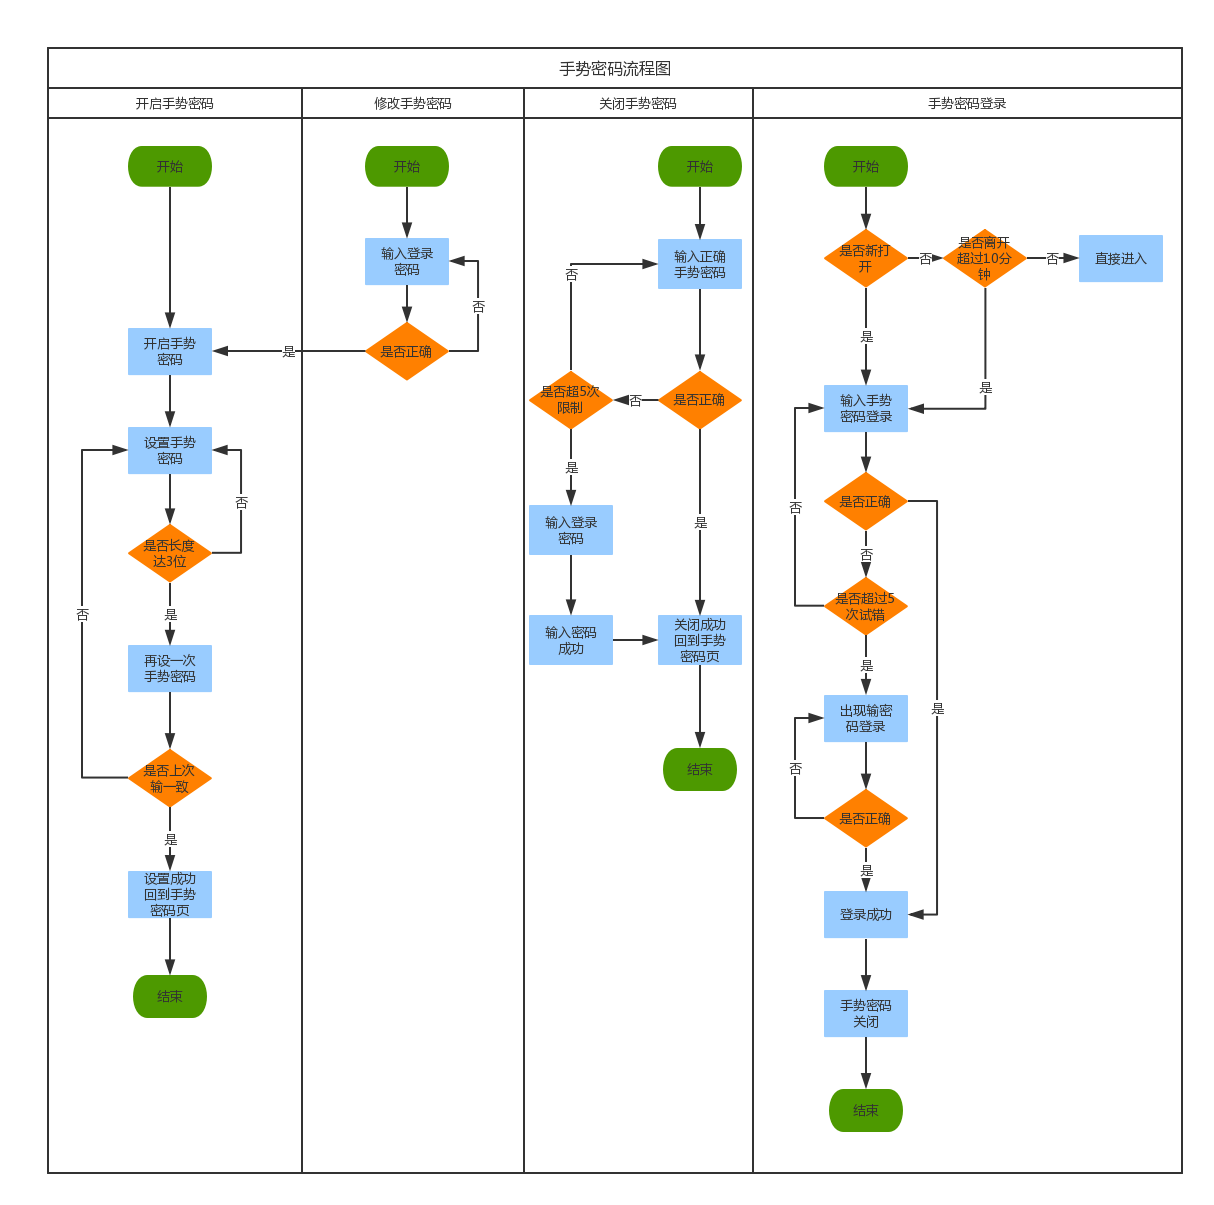 手势密码流程图
开启手势密码
修改手势密码
关闭手势密码
手势密码登录
开始
开启手势
密码
设置手势
密码
否
是否长度
达3位
否
是
再设一次
手势密码
是否上次
输一致
是
设置成功
回到手势
密码页
结束
开始
输入登录
密码
否
是否正确
是
开始
输入正确
手势密码
否
是否超5次
限制
否
是否正确
是
输入登录
密码
是
输入密码
成功
关闭成功
回到手势
密码页
结束
开始
是否新打
开
否
是否离开
超过10分
钟
否
直接进入
是
是
输入手势
密码登录
否
是否正确
否
是否超过5
次试错
是
是
出现输密
码登录
否
是否正确
是
登录成功
手势密码
关闭
结束